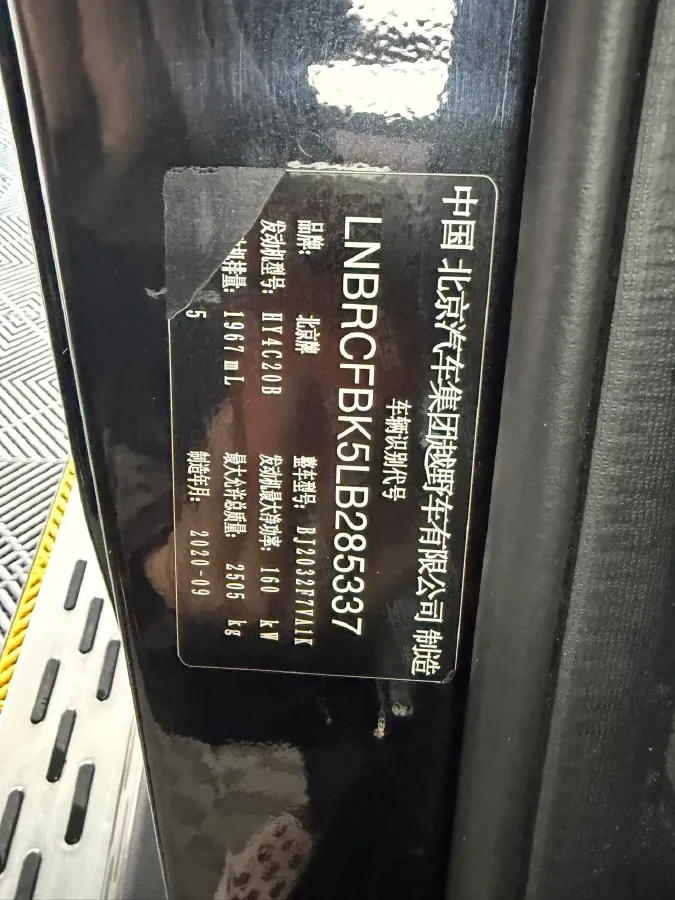 中国 北京汽车集团越野车有限公司 制造
车辆识别代号
LNBRCFBK5LB285337
品牌: 北京牌 整车型号: BJ2032F7VA1K
发动机型号: HY4C20B 发动机最大净功率: 160 kW
机排量: 1967 mL 最大允许总质量: 2505 kg
5 制造年月: 2020-09